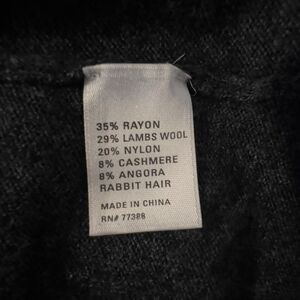 35% RAYON
29% LAMBS WOOL
20% NYLON
8% CASHMERE
8% ANGORA
RABBIT HAIR
MADE IN CHINA
RN# 77388